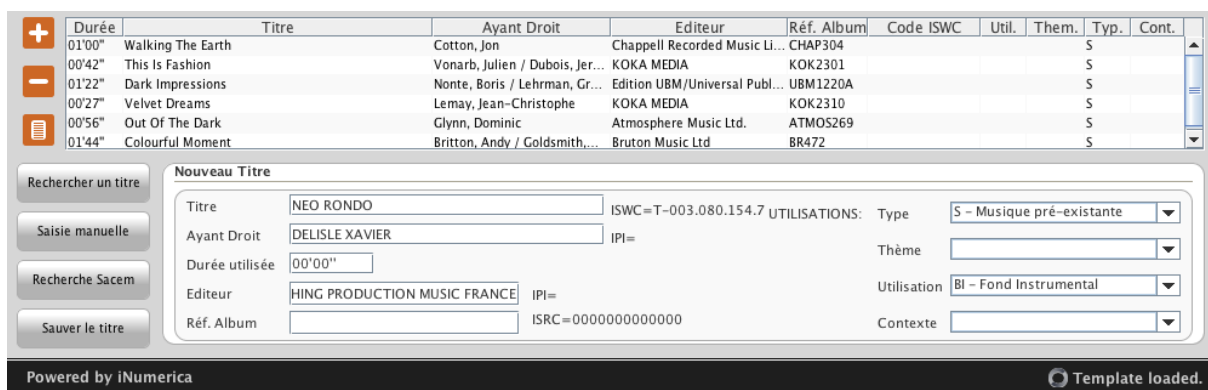 Durée Titre Ayant Droit Editeur Réf. Album Code ISWC Util. Them. Typ. Cont.
01'00" Walking The Earth Cotton, Jon Chappell Recorded Music Li... CHAP304 S
00'42" This Is Fashion Vonarb, Julien / Dubois, Jer... KOKA MEDIA KOK2301 S
01'22" Dark Impressions Nonte, Boris / Lehrman, Gr... Edition UBM/Universal Publ... UBM1220A S
00'27" Velvet Dreams Lemay, Jean-Christophe KOKA MEDIA KOK2310 S
00'56" Out Of The Dark Glynn, Dominic Atmosphere Music Ltd. ATMOS269 S
01'44" Colourful Moment Britton, Andy / Goldsmith,... Bruton Music Ltd BR472 S
Rechercher un titre
Saisie manuelle
Recherche Sacem
Sauver le titre
Nouveau Titre
Titre NEO RONDO ISWC=T-003.080.154.7 UTILISATIONS: Type S - Musique pré-existante
Ayant Droit DELISLE XAVIER IPI=
Thème
Durée utilisée 00'00''
Editeur HING PRODUCTION MUSIC FRANCE IPI= Utilisation BI - Fond Instrumental
Réf. Album ISRC=0000000000000 Contexte
Powered by iNumerica Template loaded.